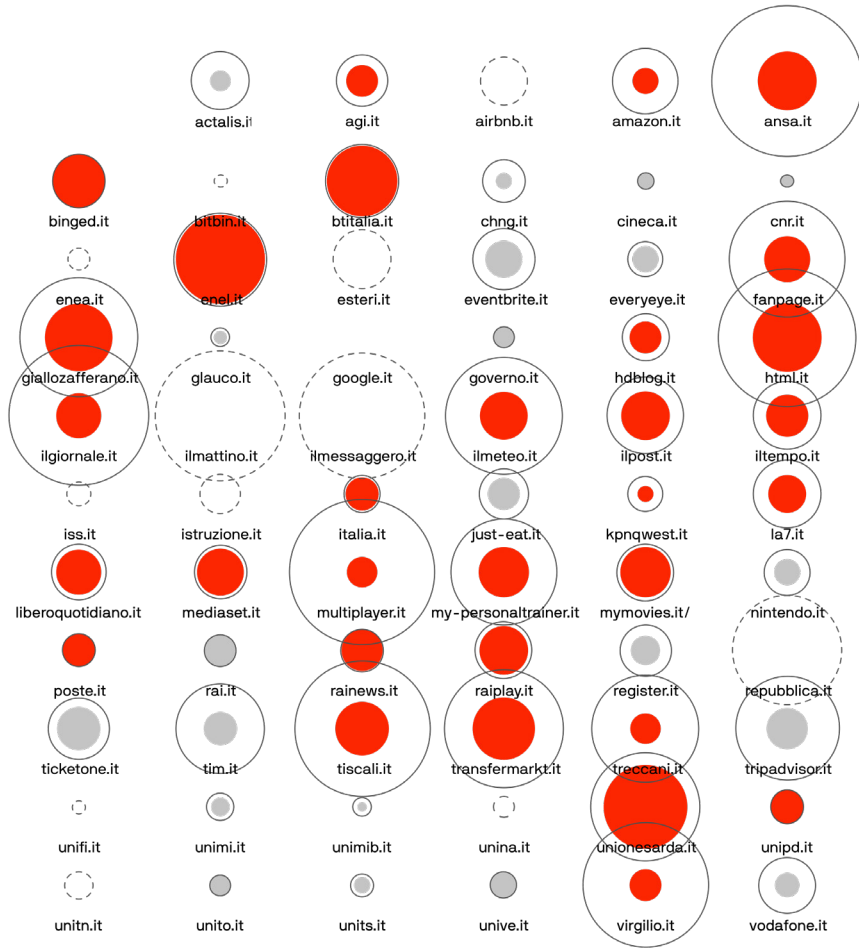 actalis.it agi.it airbnb.it amazon.it ansa.it
binged.it bitbin.it btitalia.it chng.it cineca.it cnr.it
enea.it enel.it esteri.it eventbrite.it everyeye.it fanpage.it
giallozafferano.it glauco.it google.it governo.it hdblog.it html.it
ilgiornale.it ilmattino.it ilmessaggero.it ilmeteo.it ilpost.it iltempo.it
iss.it istruzione.it italia.it just-eat.it kpnqwest.it la7.it
liberoquotidiano.it mediaset.it multiplayer.it my-personaltrainer.it mymovies.it/ nintendo.it
poste.it rai.it rainews.it raiplay.it register.it repubblica.it
ticketone.it tim.it tiscali.it transfermarkt.it treccani.it tripadvisor.it
unifi.it unimi.it unimib.it unina.it unionesarda.it unipd.it
unitn.it unito.it units.it unive.it virgilio.it vodafone.it